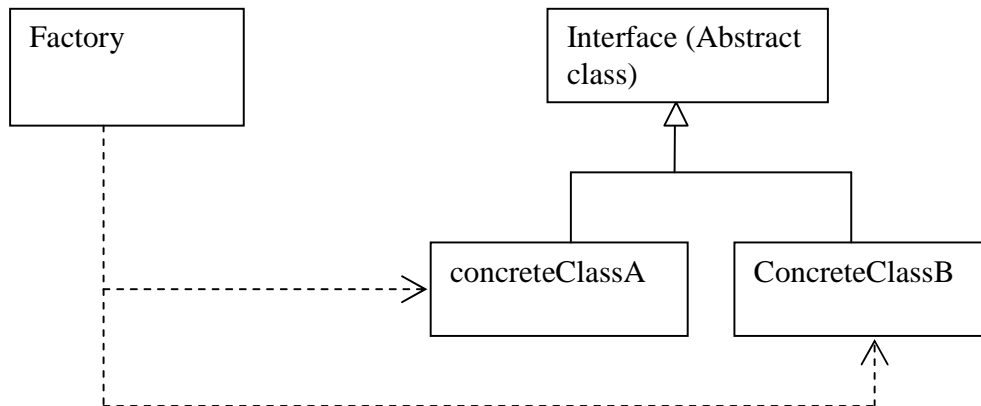 Factory
Interface (Abstract
class)
concreteClassA
ConcreteClassB